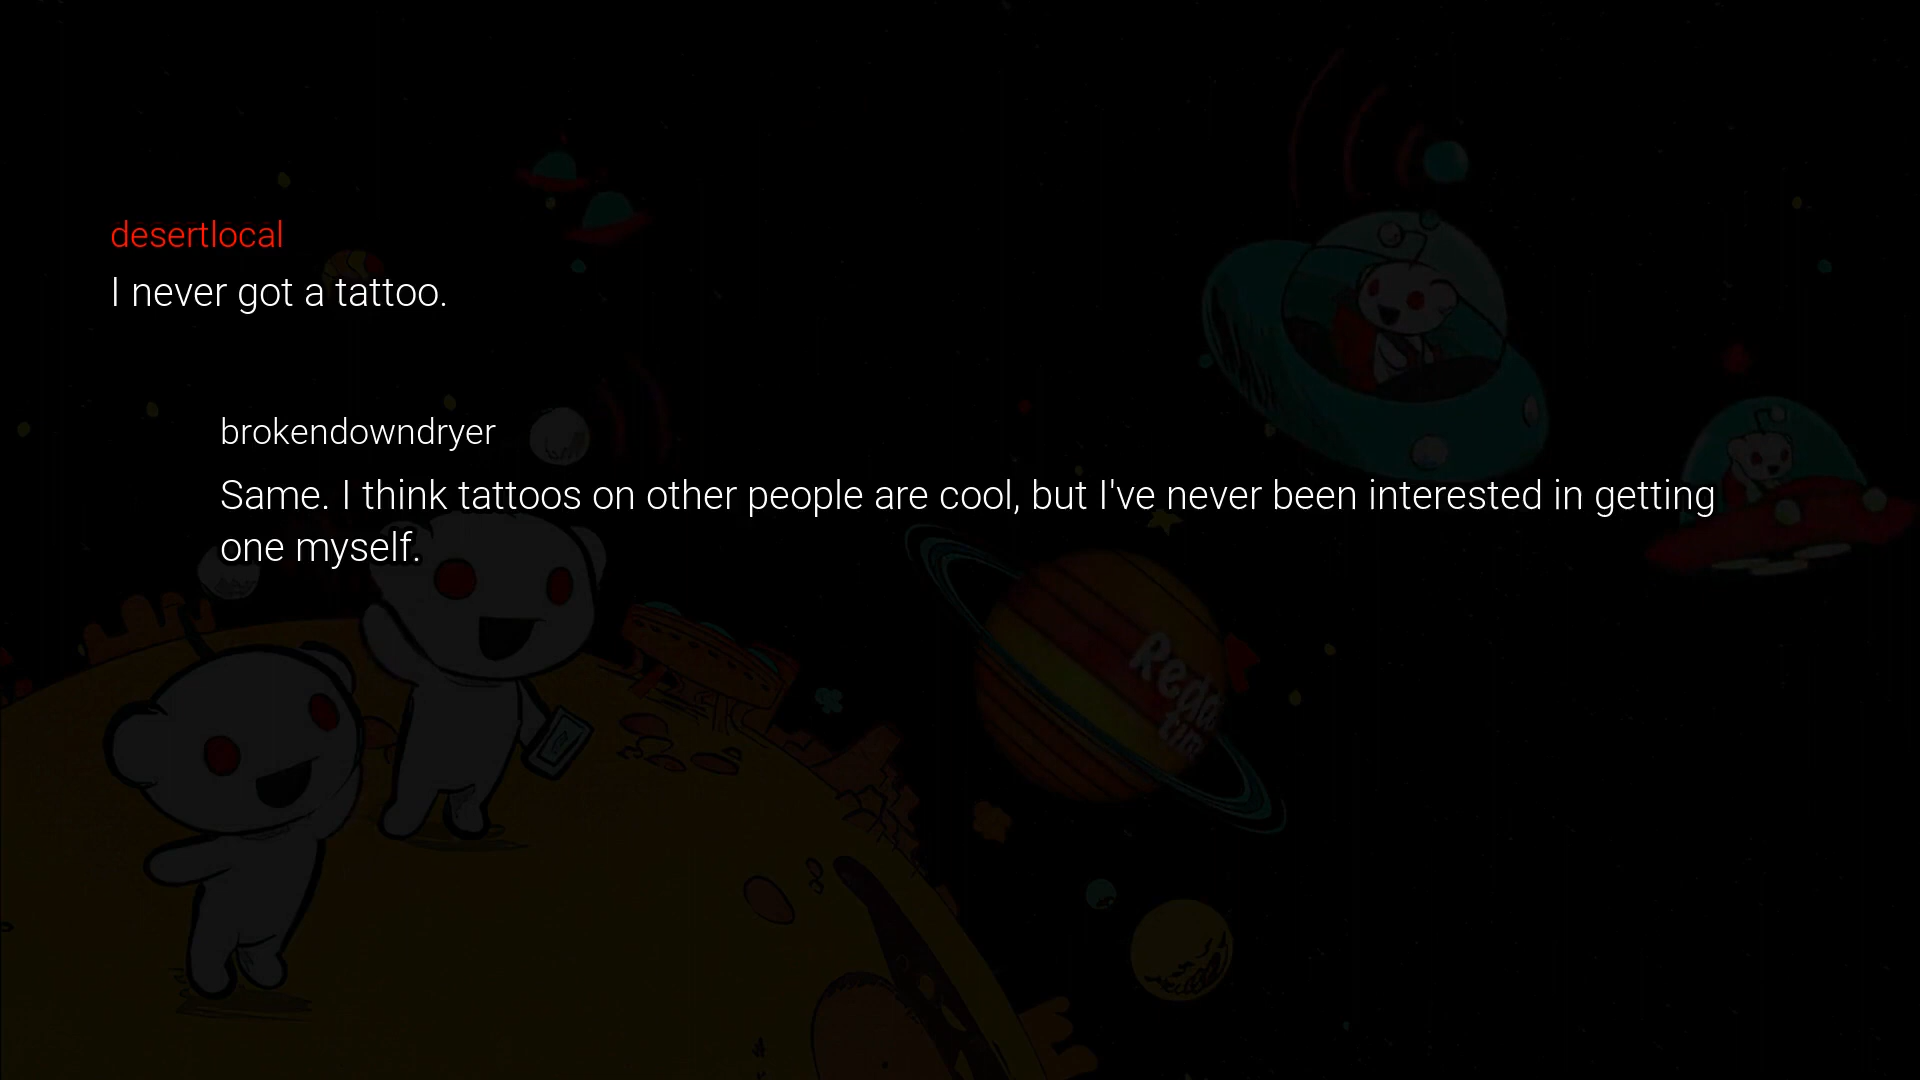 desertlocal
I never got a tattoo.
brokendowndryer
Same. I think tattoos on other people are cool, but I've never been interested in getting
one myself.